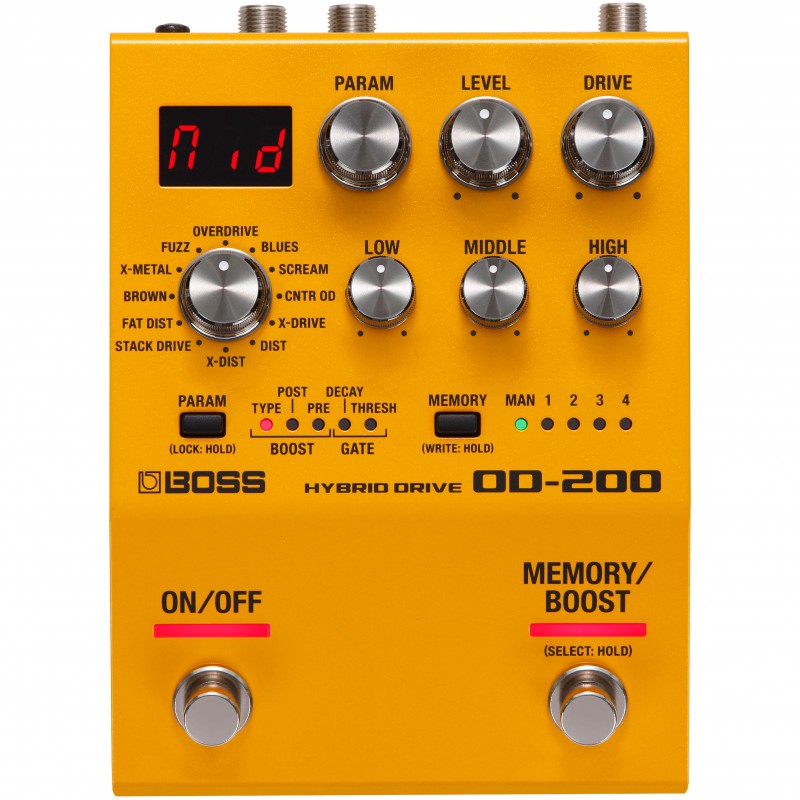 PARAM LEVEL DRIVE
Mid
OVERDRIVE
FUZZ BLUES
X-METAL SCREAM
BROWN CNTR OD
FAT DIST X-DRIVE
STACK DRIVE DIST
X-DIST
LOW MIDDLE HIGH
PARAM
(LOCK: HOLD)
POST DECAY
TYPE PRE THRESH
BOOST GATE
MEMORY
(WRITE: HOLD)
MAN 1 2 3 4
BOSS HYBRID DRIVE OD-200
ON/OFF
MEMORY/
BOOST
(SELECT: HOLD)